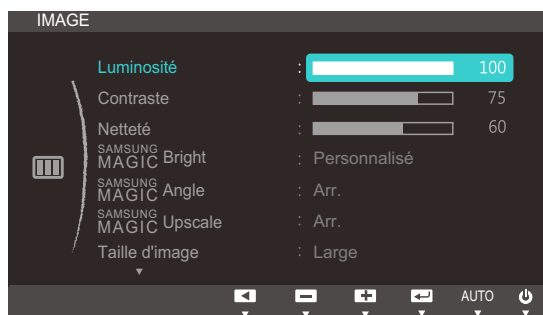 IMAGE
Luminosité : 100
Contraste : 75
Netteté : 60
SAMSUNG MAGIC Bright : Personnalisé
SAMSUNG MAGIC Angle : Arr.
SAMSUNG MAGIC Upscale : Arr.
Taille d'image : Large
AUTO